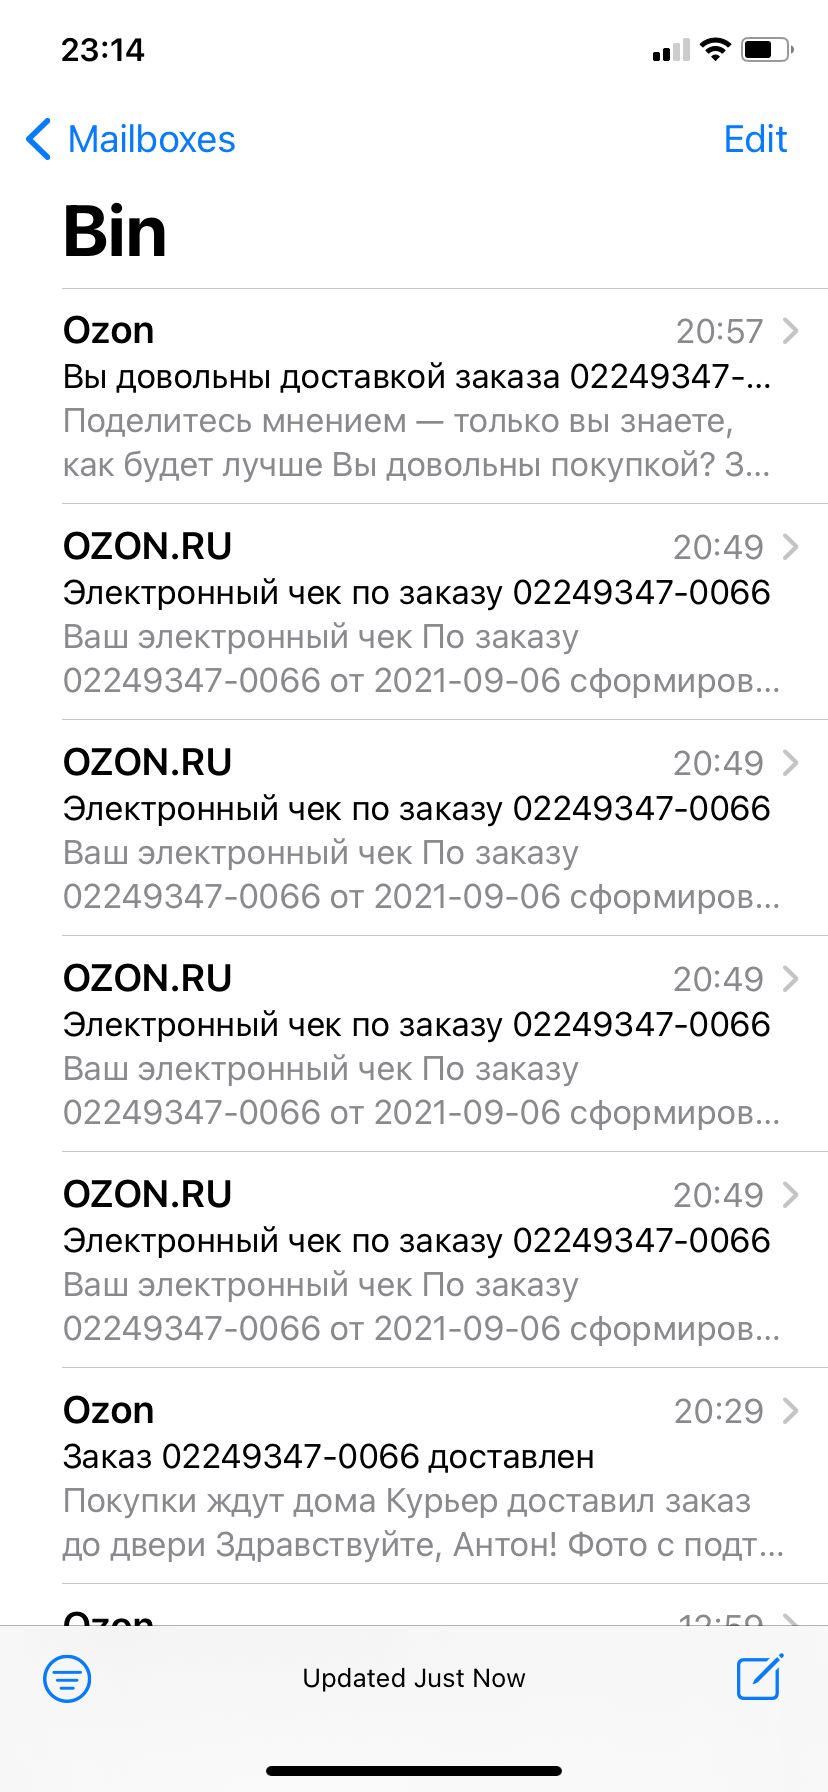 23:14
Mailboxes
Edit
Bin
Ozon
20:57
Вы довольны доставкой заказа 02249347-...
Поделитесь мнением — только вы знаете,
как будет лучше Вы довольны покупкой? З...
OZON.RU
20:49
Электронный чек по заказу 02249347-0066
Ваш электронный чек По заказу
02249347-0066 от 2021-09-06 сформиров...
OZON.RU
20:49
Электронный чек по заказу 02249347-0066
Ваш электронный чек По заказу
02249347-0066 от 2021-09-06 сформиров...
OZON.RU
20:49
Электронный чек по заказу 02249347-0066
Ваш электронный чек По заказу
02249347-0066 от 2021-09-06 сформиров...
OZON.RU
20:49
Электронный чек по заказу 02249347-0066
Ваш электронный чек По заказу
02249347-0066 от 2021-09-06 сформиров...
Ozon
20:29
Заказ 02249347-0066 доставлен
Покупки ждут дома Курьер доставил заказ
до двери Здравствуйте, Антон! Фото с подт...
Ozon
12:59
Updated Just Now